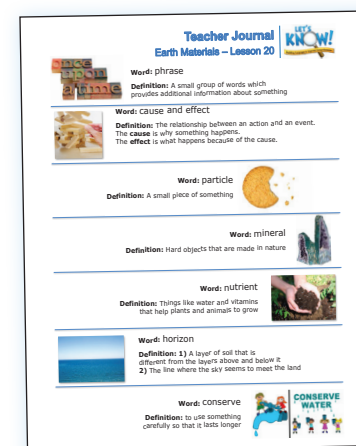 Teacher Journal
Earth Materials – Lesson 20
LET'S
KNOW!
once
upon
a time
Word: phrase
Definition: A small group of words which
provides additional information about something
Word: cause and effect
Definition: The relationship between an action and an event.
The cause is why something happens.
The effect is what happens because of the cause.
Word: particle
Definition: A small piece of something
Word: mineral
Definition: Hard objects that are made in nature
Word: nutrient
Definition: Things like water and vitamins
that help plants and animals to grow
Word: horizon
Definition: 1) A layer of soil that is
different from the layers above and below it
2) The line where the sky seems to meet the land
Word: conserve
Definition: to use something
carefully so that it lasts longer
CONSERVE
WATER